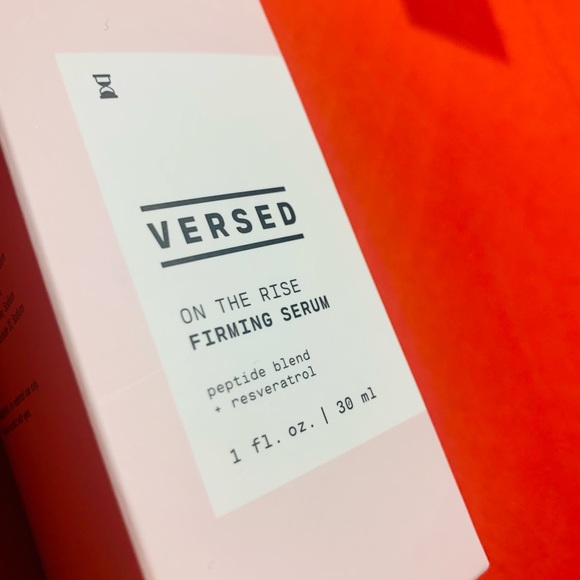 VERSED
ON THE RISE
FIRMING SERUM
peptide blend
+ resveratrol
1 fl. oz. | 30 ml